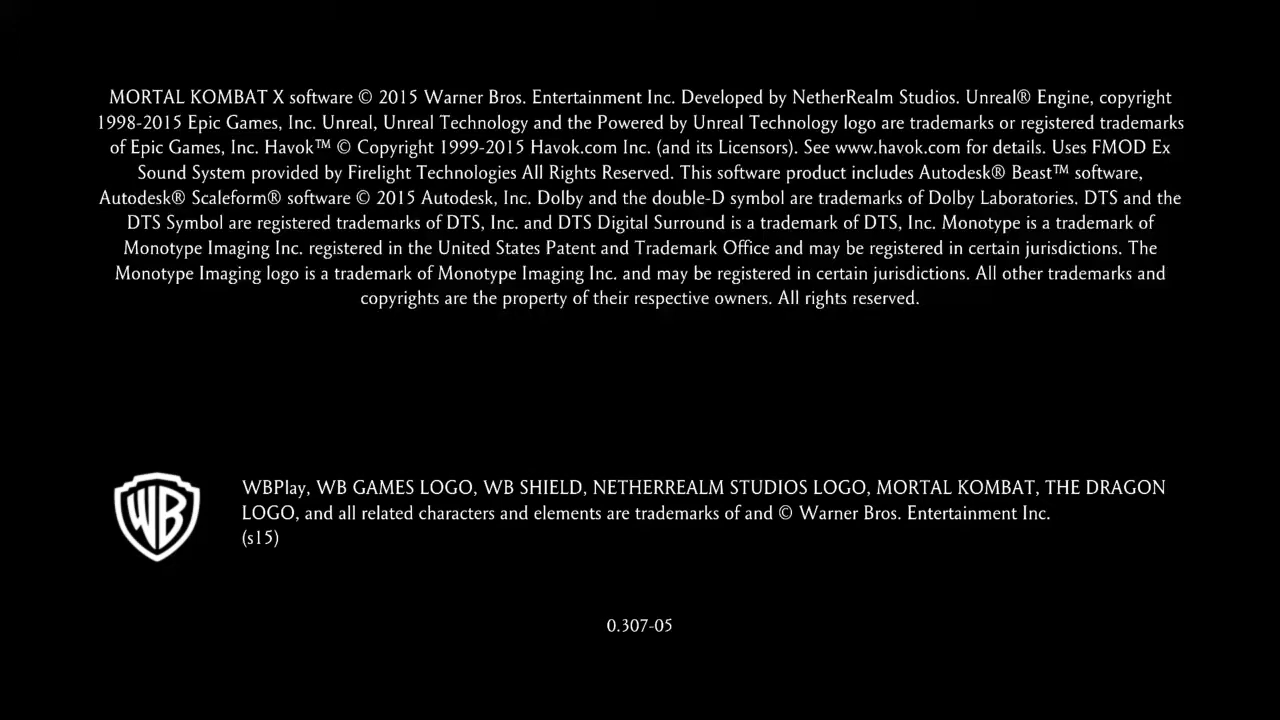 MORTAL KOMBAT X software © 2015 Warner Bros. Entertainment Inc. Developed by NetherRealm Studios. Unreal® Engine, copyright
1998-2015 Epic Games, Inc. Unreal, Unreal Technology and the Powered by Unreal Technology logo are trademarks or registered trademarks
of Epic Games, Inc. Havok™ © Copyright 1999-2015 Havok.com Inc. (and its Licensors). See www.havok.com for details. Uses FMOD Ex
Sound System provided by Firelight Technologies All Rights Reserved. This software product includes Autodesk® Beast™ software,
Autodesk® Scaleform® software © 2015 Autodesk, Inc. Dolby and the double-D symbol are trademarks of Dolby Laboratories. DTS and the
DTS Symbol are registered trademarks of DTS, Inc. and DTS Digital Surround is a trademark of DTS, Inc. Monotype is a trademark of
Monotype Imaging Inc. registered in the United States Patent and Trademark Office and may be registered in certain jurisdictions. The
Monotype Imaging logo is a trademark of Monotype Imaging Inc. and may be registered in certain jurisdictions. All other trademarks and
copyrights are the property of their respective owners. All rights reserved.
WB
WBPlay, WB GAMES LOGO, WB SHIELD, NETHERREALM STUDIOS LOGO, MORTAL KOMBAT, THE DRAGON
LOGO, and all related characters and elements are trademarks of and © Warner Bros. Entertainment Inc.
(s15)
0.307-05